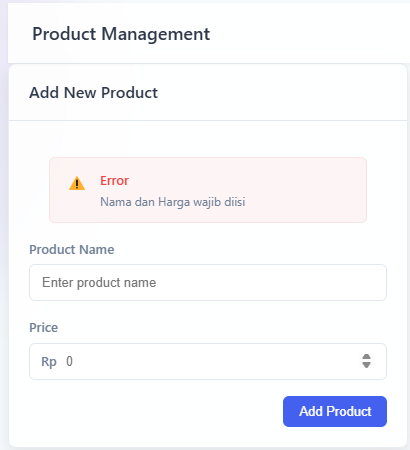 Product Management
Add New Product
Error
Nama dan Harga wajib diisi
Product Name
Enter product name
Price
Rp 0
Add Product